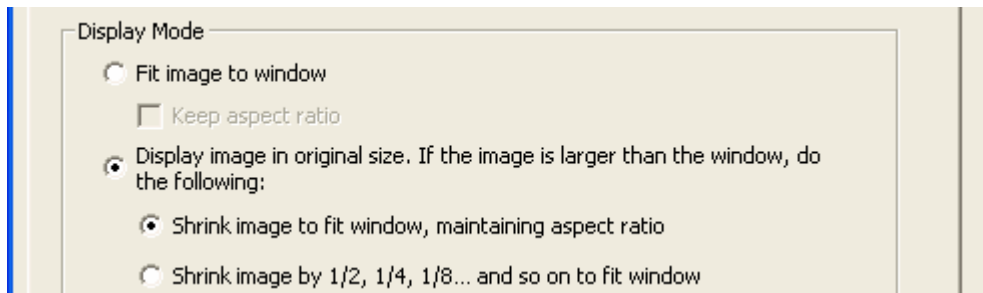 Display Mode
Fit image to window
Keep aspect ratio
Display image in original size. If the image is larger than the window, do
the following:
Shrink image to fit window, maintaining aspect ratio
Shrink image by 1/2, 1/4, 1/8... and so on to fit window